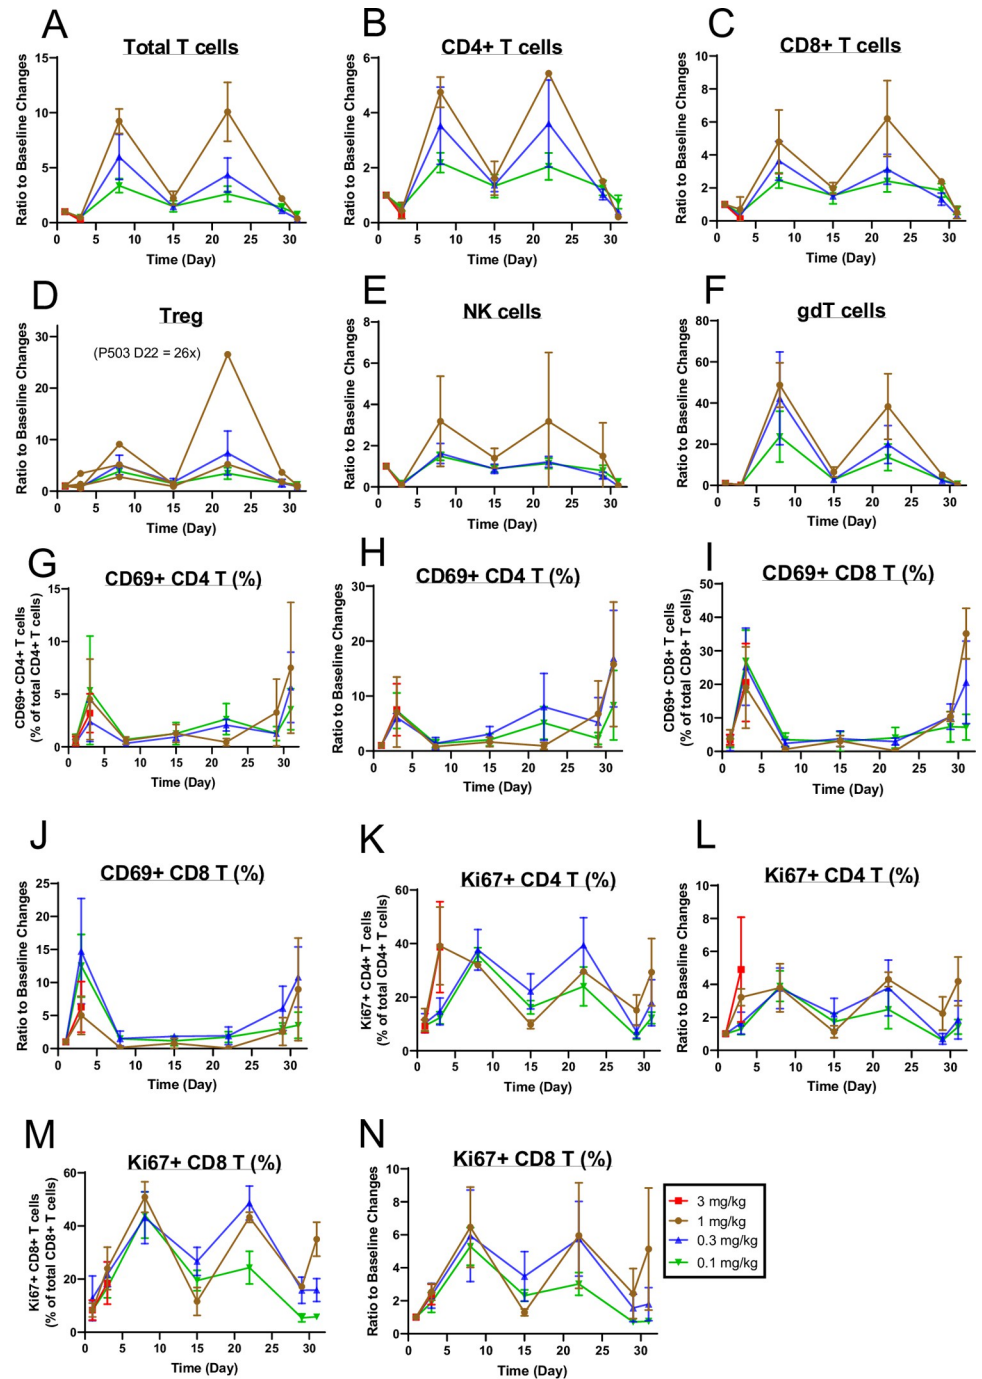 A
Total T cells
Ratio to Baseline Changes
15
10
5
0
0 5 10 15 20 25 30
Time (Day)
B
CD4+ T cells
Ratio to Baseline Changes
6
4
2
0
0 5 10 15 20 25 30
Time (Day)
C
CD8+ T cells
Ratio to Baseline Changes
10
8
6
4
2
0
0 5 10 15 20 25 30
Time (Day)
D
Treg
(P503 D22 = 26x)
Ratio to Baseline Changes
30
20
10
0
0 5 10 15 20 25 30
Time (Day)
E
NK cells
Ratio to Baseline Changes
8
6
4
2
0
0 5 10 15 20 25 30
Time (Day)
F
gdT cells
Ratio to Baseline Changes
80
60
40
20
0
0 5 10 15 20 25 30
Time (Day)
G
CD69+ CD4 T (%)
CD69+ CD4+ T cells
(% of total CD4+ T cells)
15
10
5
0
0 5 10 15 20 25 30
Time (Day)
H
CD69+ CD4 T (%)
Ratio to Baseline Changes
30
20
10
0
0 5 10 15 20 25 30
Time (Day)
I
CD69+ CD8 T (%)
CD69+ CD8+ T cells
(% of total CD8+ T cells)
50
40
30
20
10
0
0 5 10 15 20 25 30
Time (Day)
J
CD69+ CD8 T (%)
Ratio to Baseline Changes
25
20
15
10
5
0
0 5 10 15 20 25 30
Time (Day)
K
Ki67+ CD4 T (%)
Ki67+ CD4+ T cells
(% of total CD4+ T cells)
60
40
20
0
0 5 10 15 20 25 30
Time (Day)
L
Ki67+ CD4 T (%)
Ratio to Baseline Changes
10
8
6
4
2
0
0 5 10 15 20 25 30
Time (Day)
M
Ki67+ CD8 T (%)
Ki67+ CD8+ T cells
(% of total CD8+ T cells)
60
40
20
0
0 5 10 15 20 25 30
Time (Day)
N
Ki67+ CD8 T (%)
Ratio to Baseline Changes
10
8
6
4
2
0
0 5 10 15 20 25 30
Time (Day)
3 mg/kg
1 mg/kg
0.3 mg/kg
0.1 mg/kg